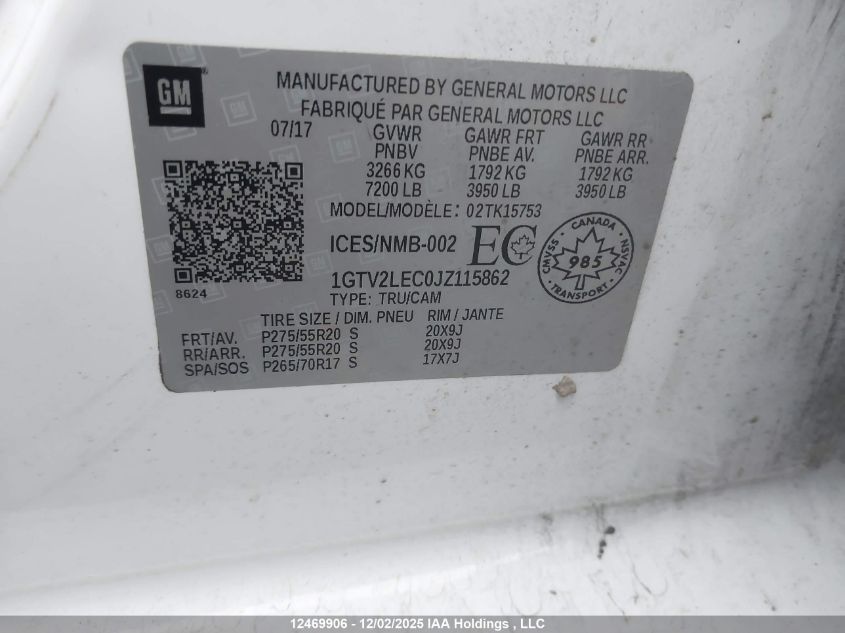 GM
MANUFACTURED BY GENERAL MOTORS LLC
FABRIQUÉ PAR GENERAL MOTORS LLC
07/17 GVWR GAWR FRT GAWR RR
PNBV PNBE AV. PNBE ARR.
3266 KG 1792 KG 1792 KG
7200 LB 3950 LB 3950 LB
MODEL/MODÈLE: 02TK15753
ICES/NMB-002 EC
CANADA
CMVSS 985 NSVAC
TRANSPORT
8624
1GTV2LEC0JZ115862
TYPE: TRU/CAM
TIRE SIZE / DIM. PNEU RIM / JANTE
FRT/AV. P275/55R20 S 20X9J
RR/ARR. P275/55R20 S 20X9J
SPA/SOS P265/70R17 S 17X7J
12469906 - 12/02/2025 IAA Holdings, LLC